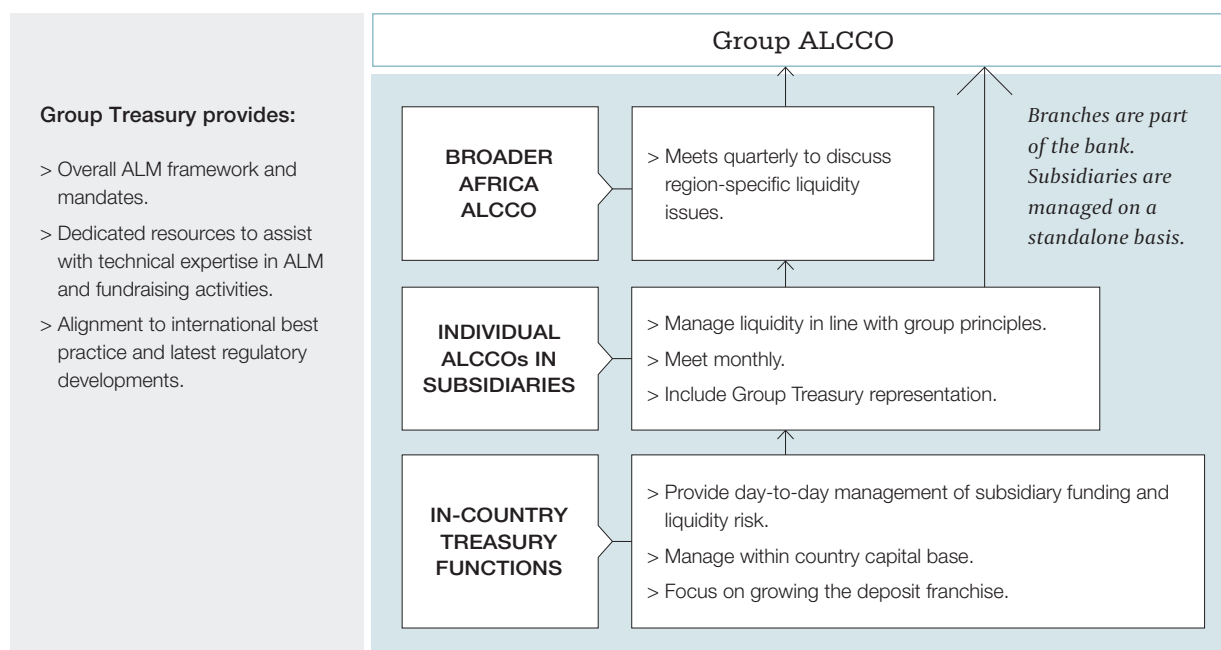 Group ALCCO
Group Treasury provides:
> Overall ALM framework and
mandates.
> Dedicated resources to assist
with technical expertise in ALM
and fundraising activities.
> Alignment to international best
practice and latest regulatory
developments.
BROADER
AFRICA
ALCCO
> Meets quarterly to discuss
region-specific liquidity
issues.
Branches are part
of the bank.
Subsidiaries are
managed on a
standalone basis.
INDIVIDUAL
ALCCOs IN
SUBSIDIARIES
> Manage liquidity in line with group principles.
> Meet monthly.
> Include Group Treasury representation.
IN-COUNTRY
TREASURY
FUNCTIONS
> Provide day-to-day management of subsidiary funding and
liquidity risk.
> Manage within country capital base.
> Focus on growing the deposit franchise.